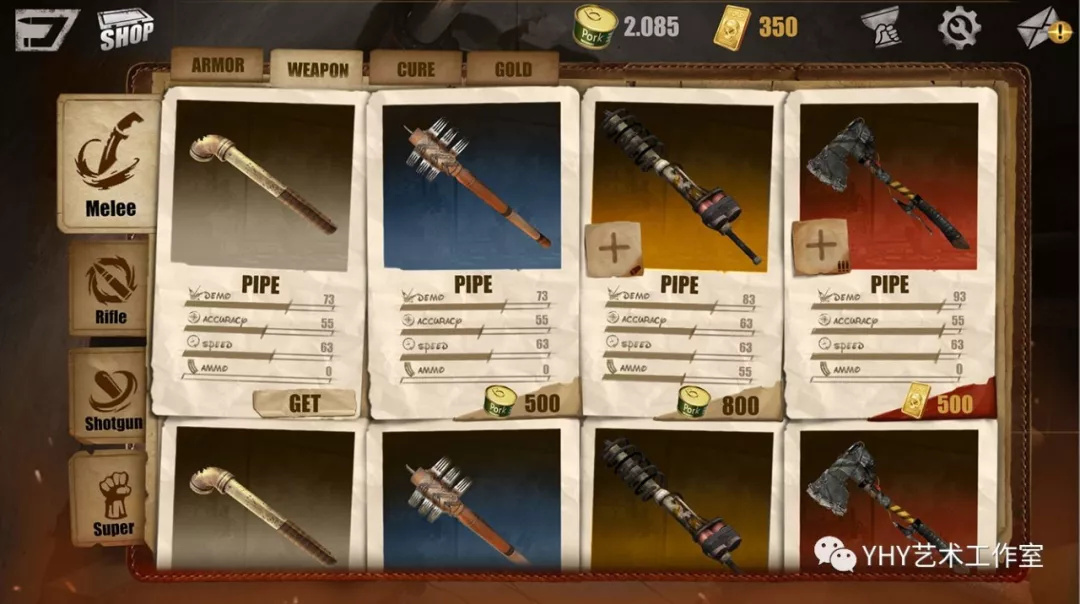 SHOP
Pork 2.085
350
ARMOR WEAPON CURE GOLD
Melee
Rifle
Shotgun
Super
PIPE
DEMO 73
ACCURACY 55
SPEED 63
AMMO 0
GET
PIPE
DEMO 73
ACCURACY 55
SPEED 63
AMMO 0
Pork 500
PIPE
DEMO 83
ACCURACY 63
SPEED 63
AMMO 55
Pork 800
PIPE
DEMO 93
ACCURACY 55
SPEED 63
AMMO 0
500
YHY艺术工作室